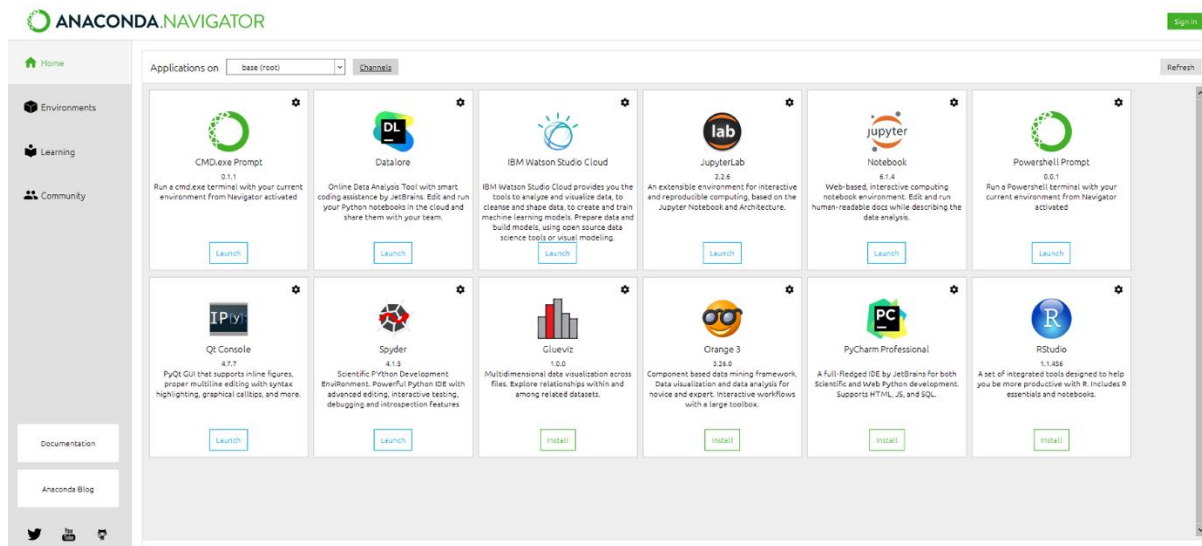 ANACONDA.NAVIGATOR
Sign in
Home
Environments
Learning
Community
Documentation
Anaconda Blog
You
Tube
Applications on base (root) Channels
Refresh
CMD.exe Prompt
0.1.1
Run a cmd.exe terminal with your current
environment from Navigator activated
Launch
DL
Datalore
Online Data Analysis Tool with smart
coding assistance by JetBrains. Edit and run
your Python notebooks in the cloud and
share them with your team.
Launch
IBM Watson Studio Cloud
IBM Watson Studio Cloud provides you the
tools to analyze and visualize data, to
cleanse and shape data, to create and train
machine learning models. Prepare data and
build models, using open source data
science tools or visual modeling.
Launch
lab
JupyterLab
2.2.6
An extensible environment for interactive
and reproducible computing, based on the
Jupyter Notebook and Architecture.
Launch
jupyter
Notebook
6.1.4
Web-based, interactive computing
notebook environment. Edit and run
human-readable docs while describing the
data analysis.
Launch
Powershell Prompt
0.0.1
Run a Powershell terminal with your
current environment from Navigator
activated
Launch
IP[y]:
Qt Console
4.7.7
PyQt GUI that supports inline figures,
proper multiline editing with syntax
highlighting, graphical calltips, and more.
Launch
Spyder
4.1.5
Scientific PYthon Development
EnviRonment. Powerful Python IDE with
advanced editing, interactive testing,
debugging and introspection features
Launch
Glueviz
1.0.0
Multidimensional data visualization across
files. Explore relationships within and
among related datasets.
Install
Orange 3
3.26.0
Component based data mining framework.
Data visualization and data analysis for
novice and expert. Interactive workflows
with a large toolbox.
Install
PC
PyCharm Professional
A full-fledged IDE by JetBrains for both
Scientific and Web Python development.
Supports HTML, JS, and SQL.
Install
R
RStudio
1.1.456
A set of integrated tools designed to help
you be more productive with R. Includes R
essentials and notebooks.
Install